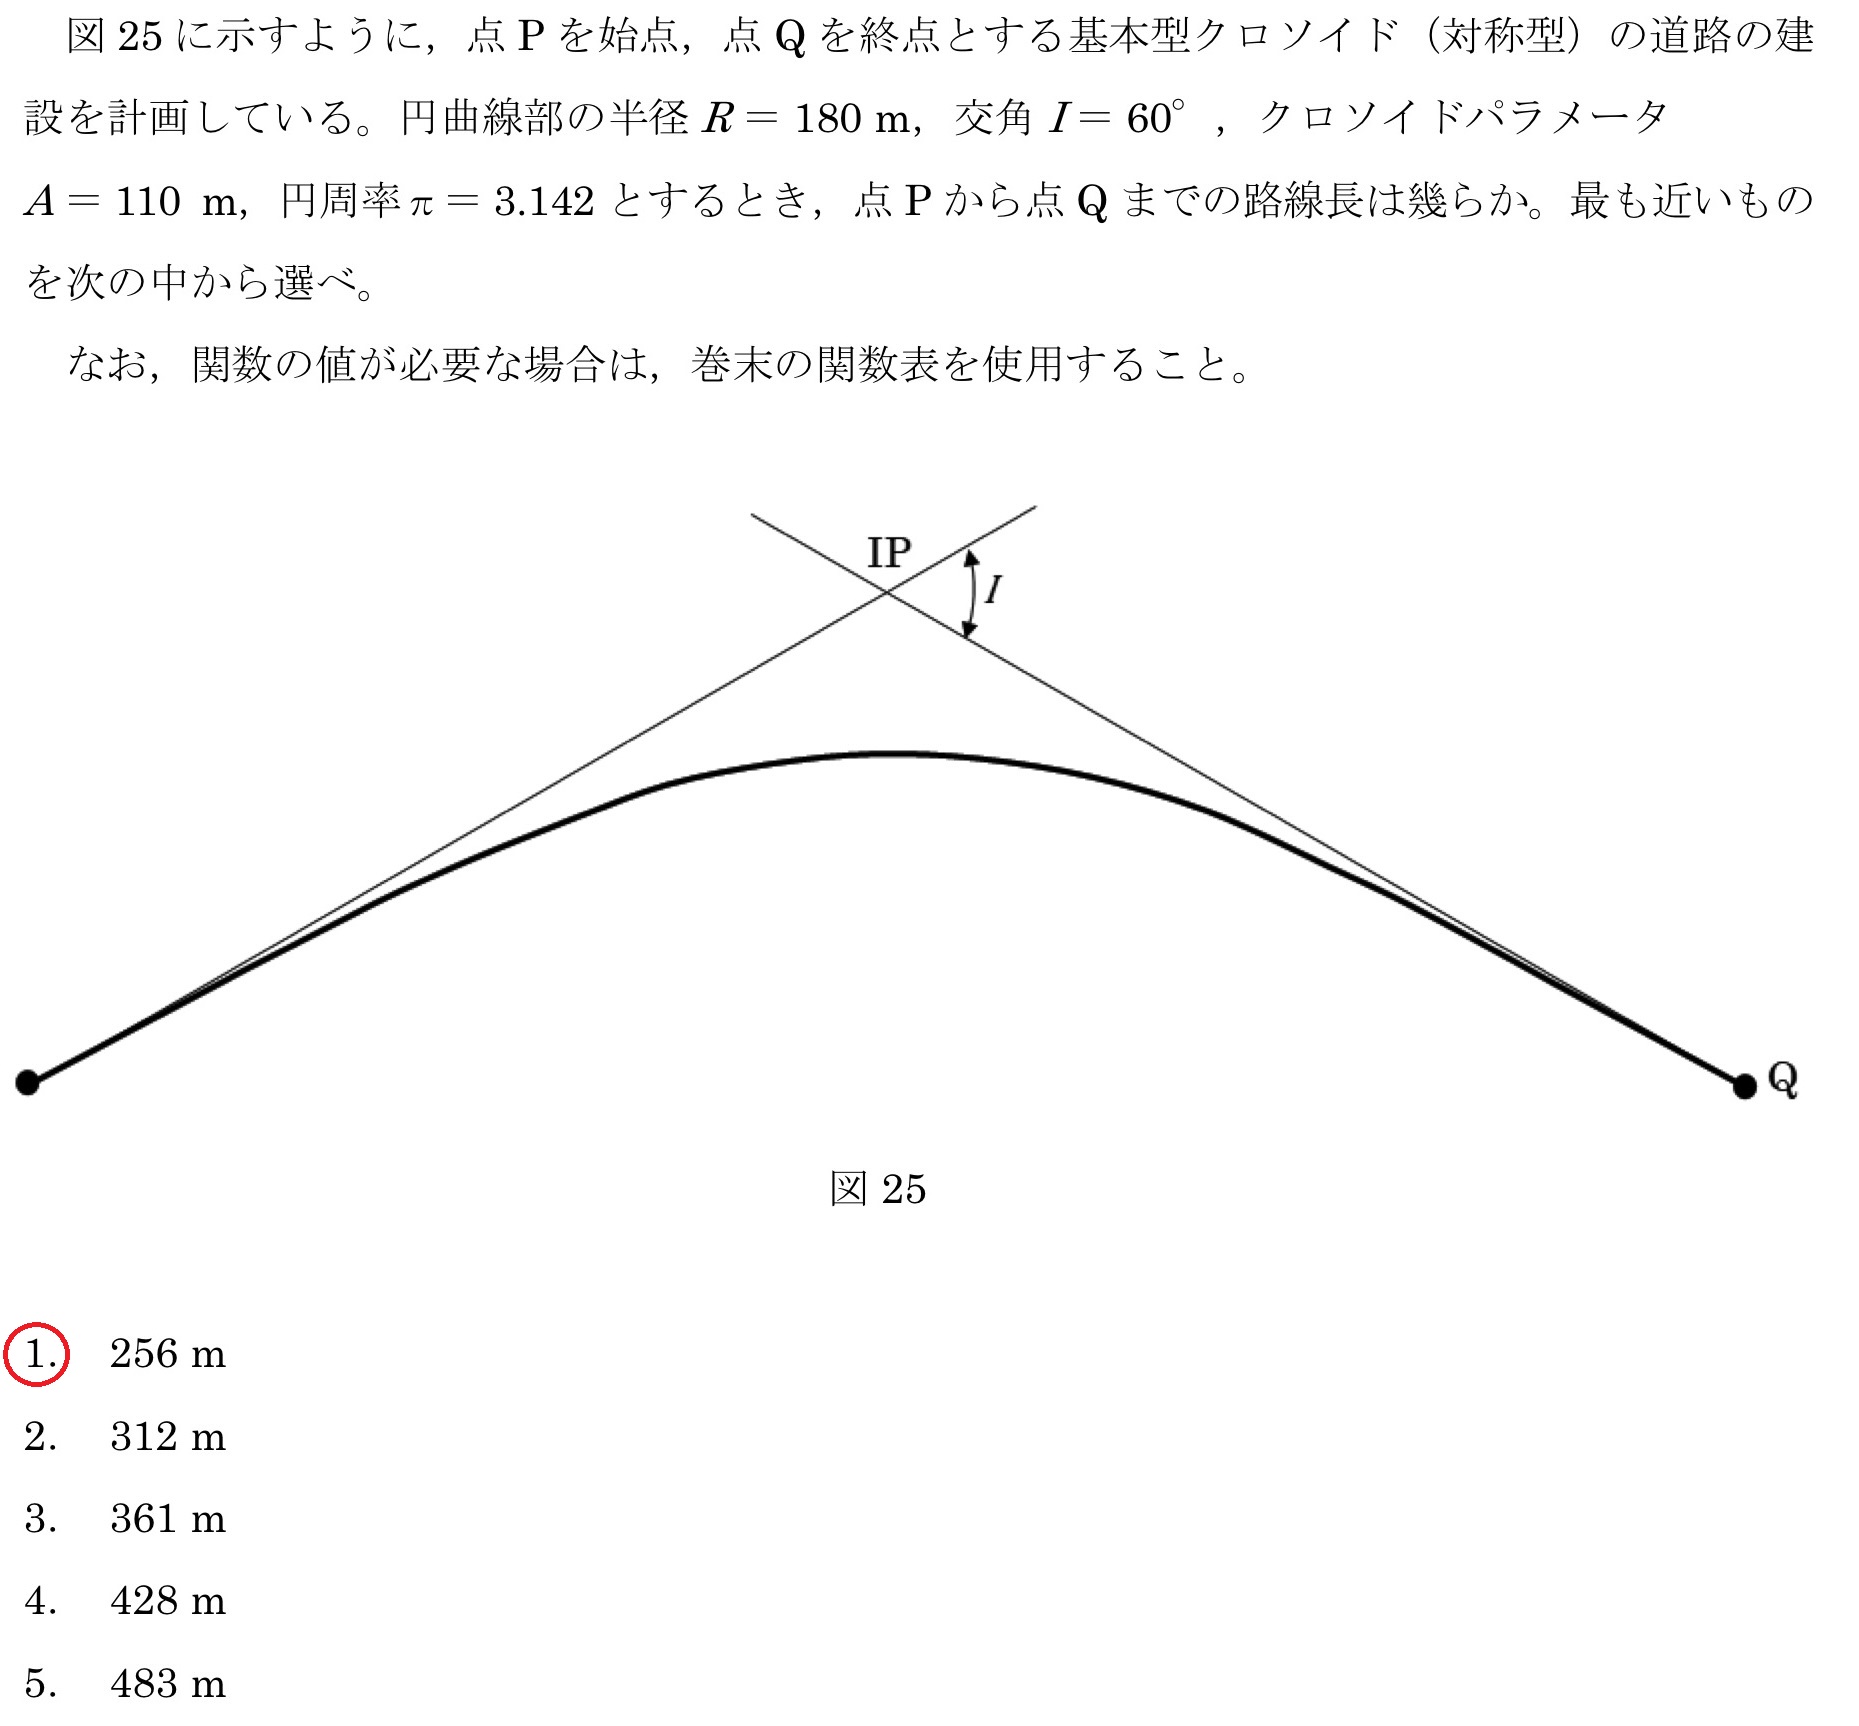 図 25 に示すように，点 P を始点，点 Q を終点とする基本型クロソイド（対称型）の道路の建
設を計画している。円曲線部の半径 R = 180 m，交角 I = 60°，クロソイドパラメータ
A = 110 m，円周率 π = 3.142 とするとき，点 P から点 Q までの路線長は幾らか。最も近いもの
を次の中から選べ。
なお，関数の値が必要な場合は，巻末の関数表を使用すること。
IP
I
Q
図 25
1. 256 m
2. 312 m
3. 361 m
4. 428 m
5. 483 m